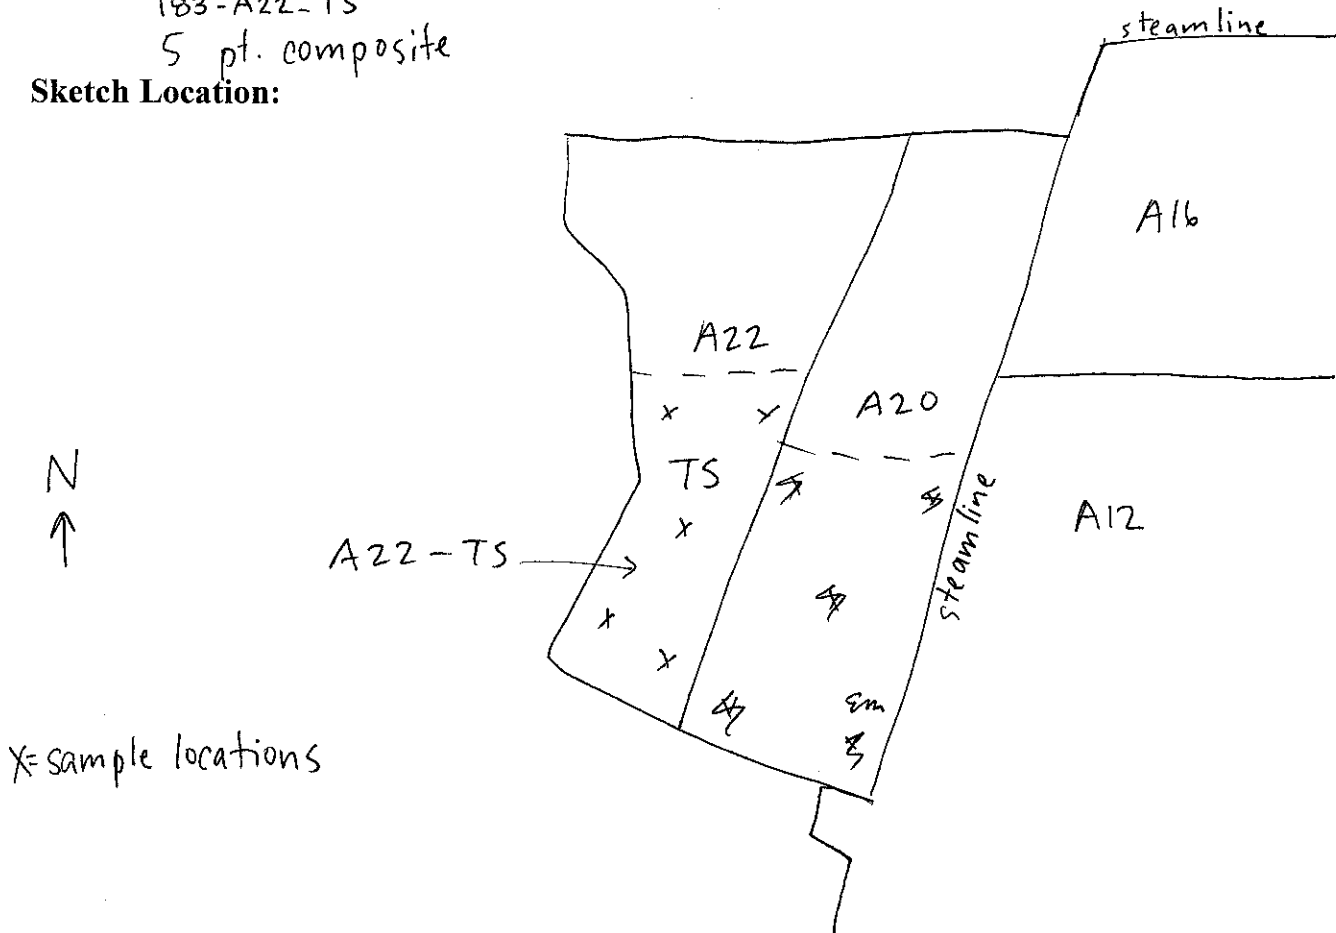 183-A22-TS
5 pt. composite
Sketch Location:
steamline
A16
A22
x x
A20
N
TS
x
A22-TS
steamline
A12
x
x
Em
X= sample locations